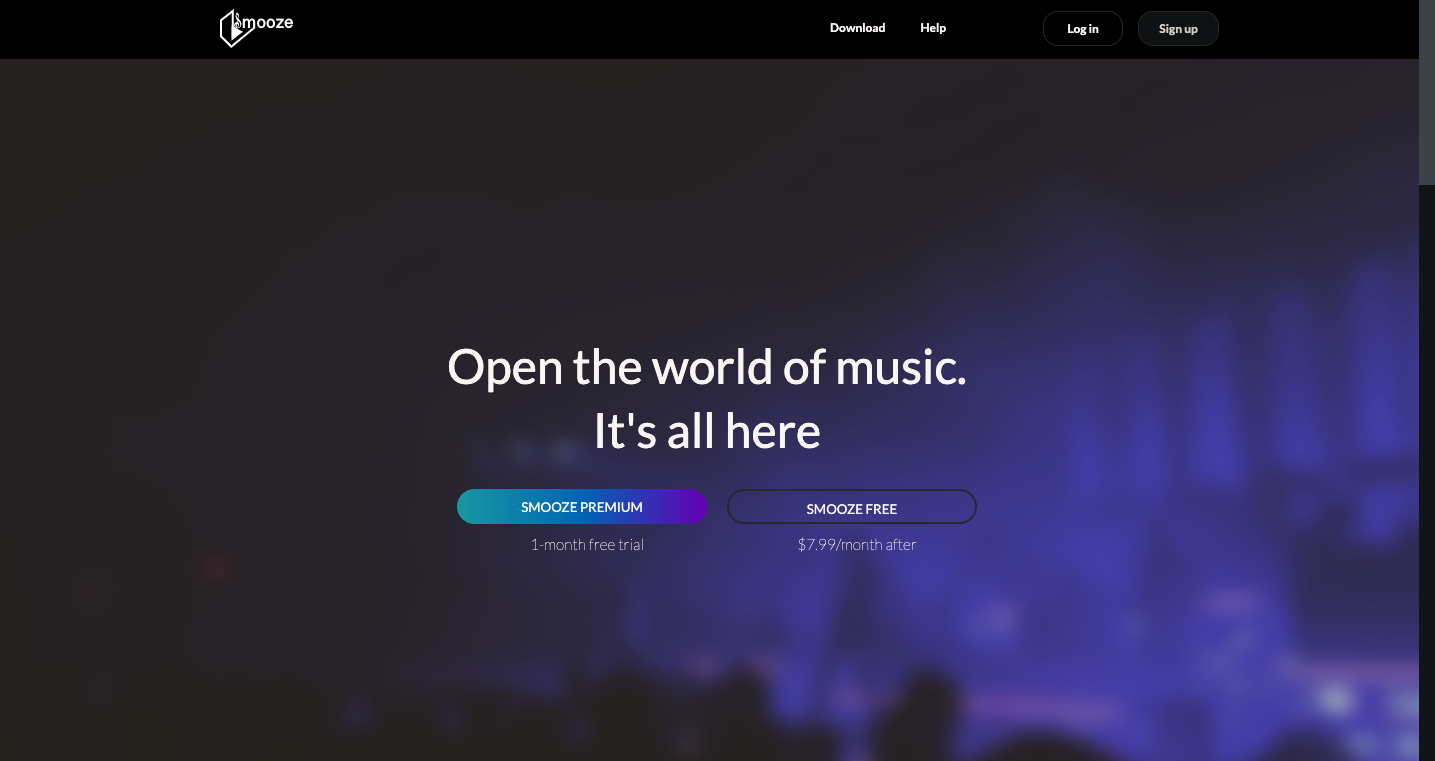 Smooze
Download
Help
Log in
Sign up
Open the world of music.
It's all here
SMOOZE PREMIUM
SMOOZE FREE
1-month free trial
$7.99/month after